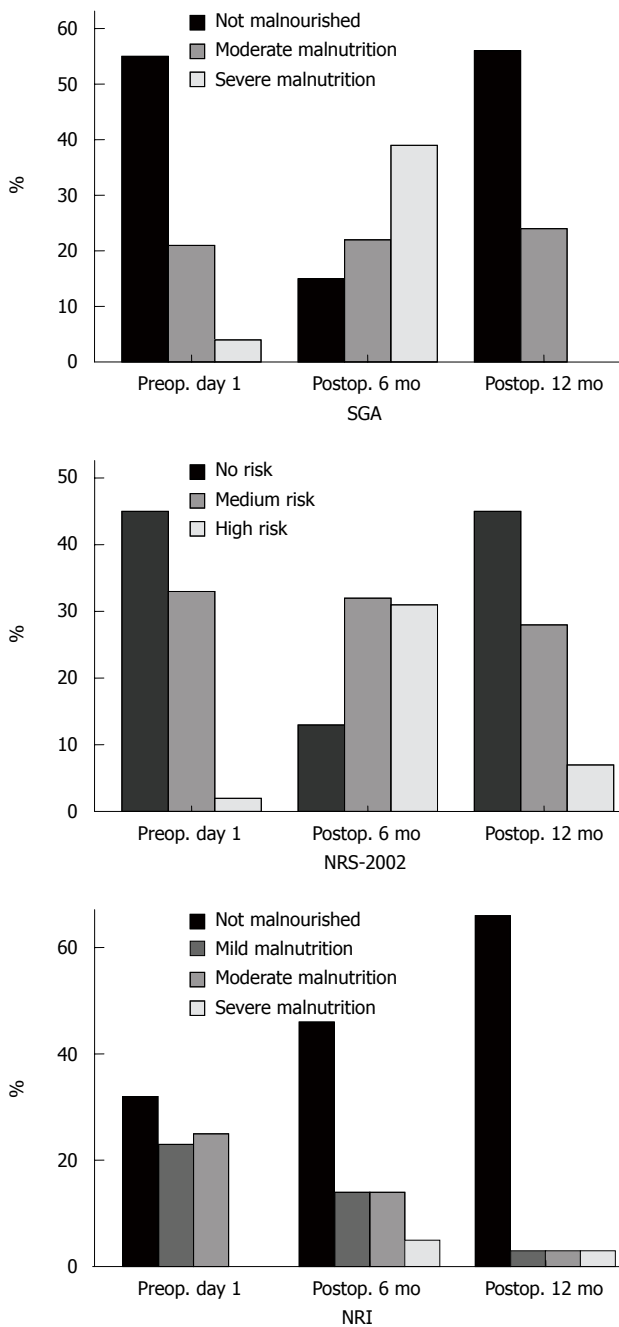 60
50
40
30
20
10
0
%
Not malnourished
Moderate malnutrition
Severe malnutrition
Preop. day 1 Postop. 6 mo Postop. 12 mo
SGA
50
40
30
20
10
0
%
No risk
Medium risk
High risk
Preop. day 1 Postop. 6 mo Postop. 12 mo
NRS-2002
60
40
20
0
%
Not malnourished
Mild malnutrition
Moderate malnutrition
Severe malnutrition
Preop. day 1 Postop. 6 mo Postop. 12 mo
NRI